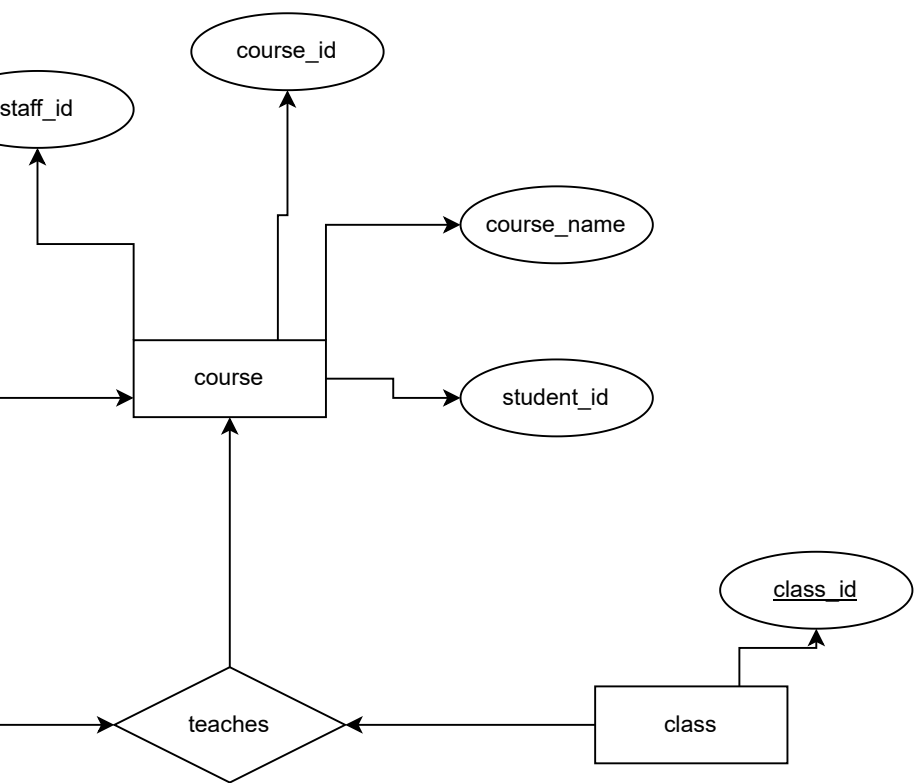 course_id
staff_id
course_name
course
student_id
class_id
teaches
class